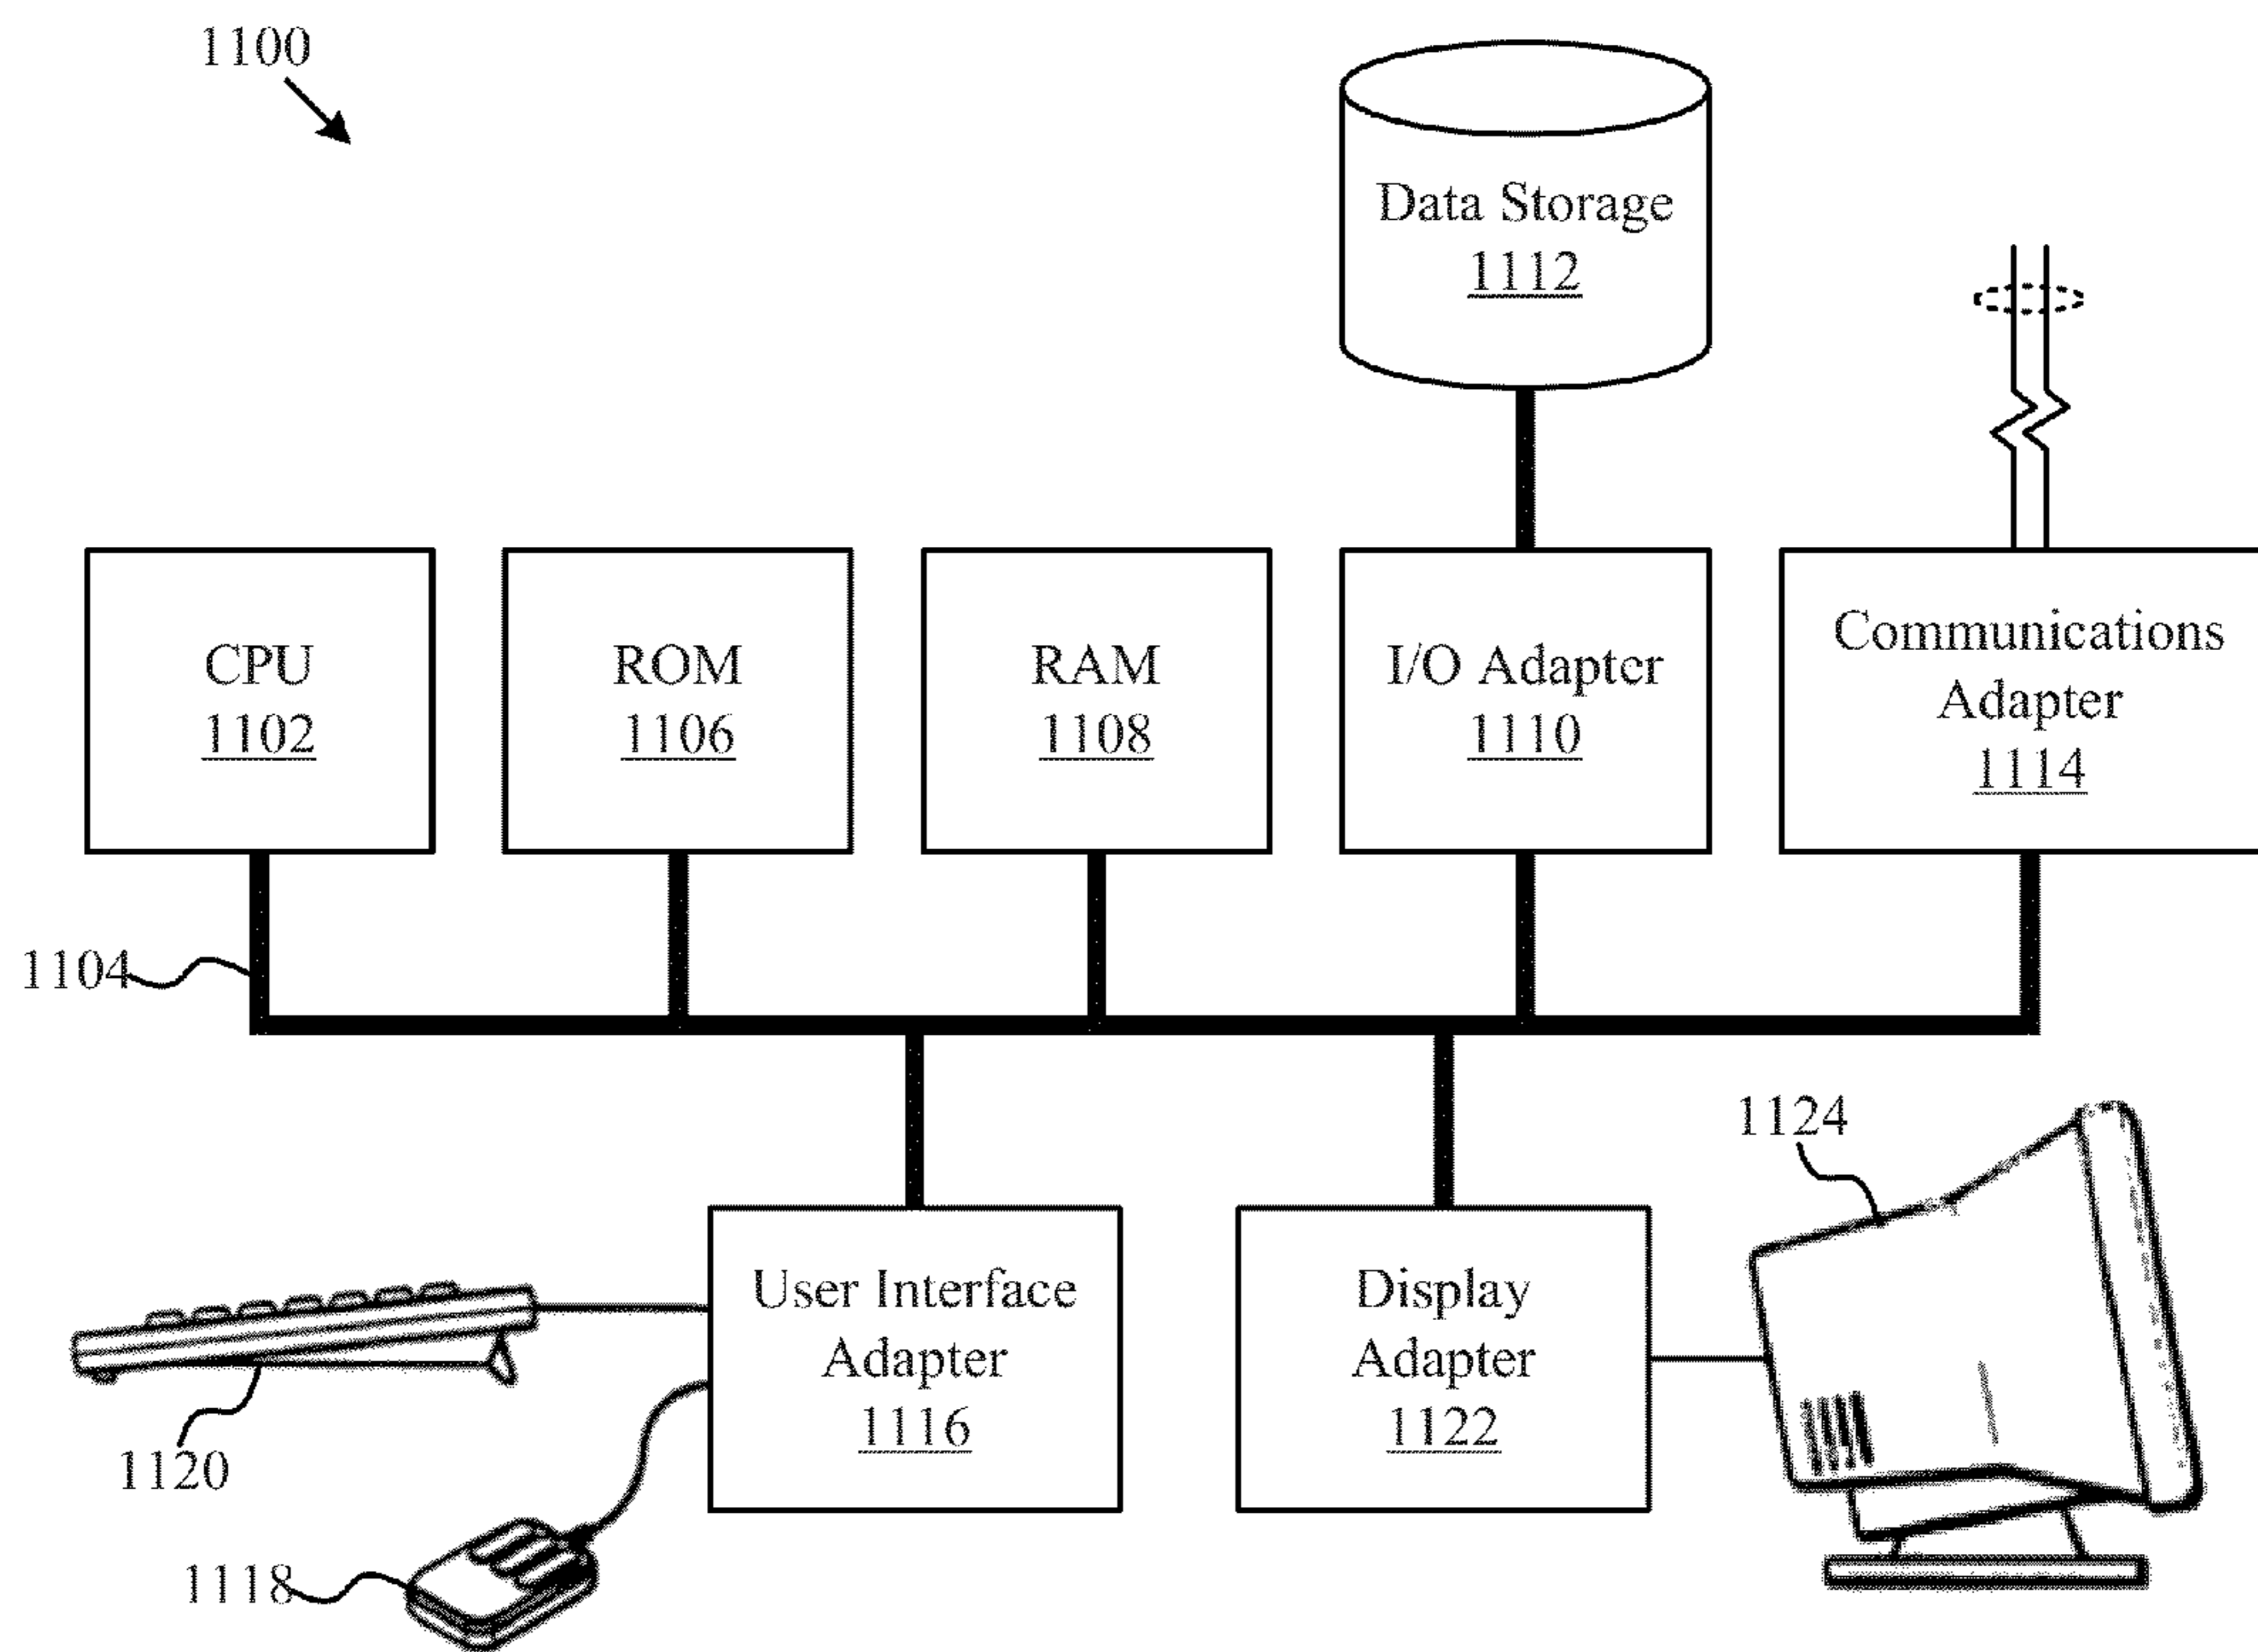 1100
Data Storage
1112
CPU
1102
ROM
1106
RAM
1108
I/O Adapter
1110
Communications
Adapter
1114
1104
1124
User Interface
Adapter
1116
Display
Adapter
1122
1120
1118